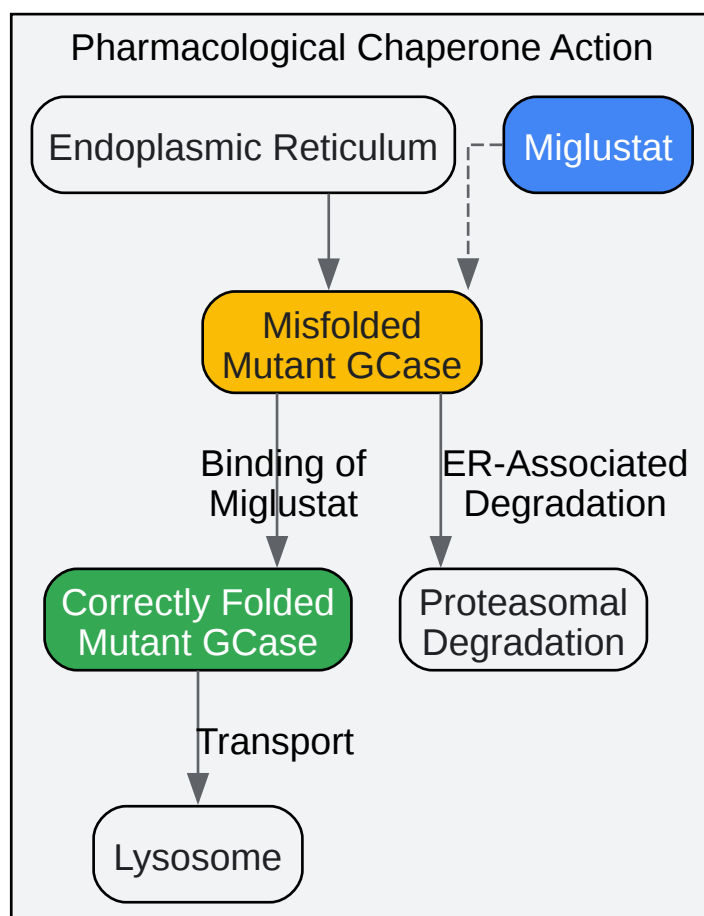 Pharmacological Chaperone Action
Endoplasmic Reticulum
Miglustat
Misfolded
Mutant GCase
Binding of
Miglustat
ER-Associated
Degradation
Correctly Folded
Mutant GCase
Proteasomal
Degradation
Transport
Lysosome